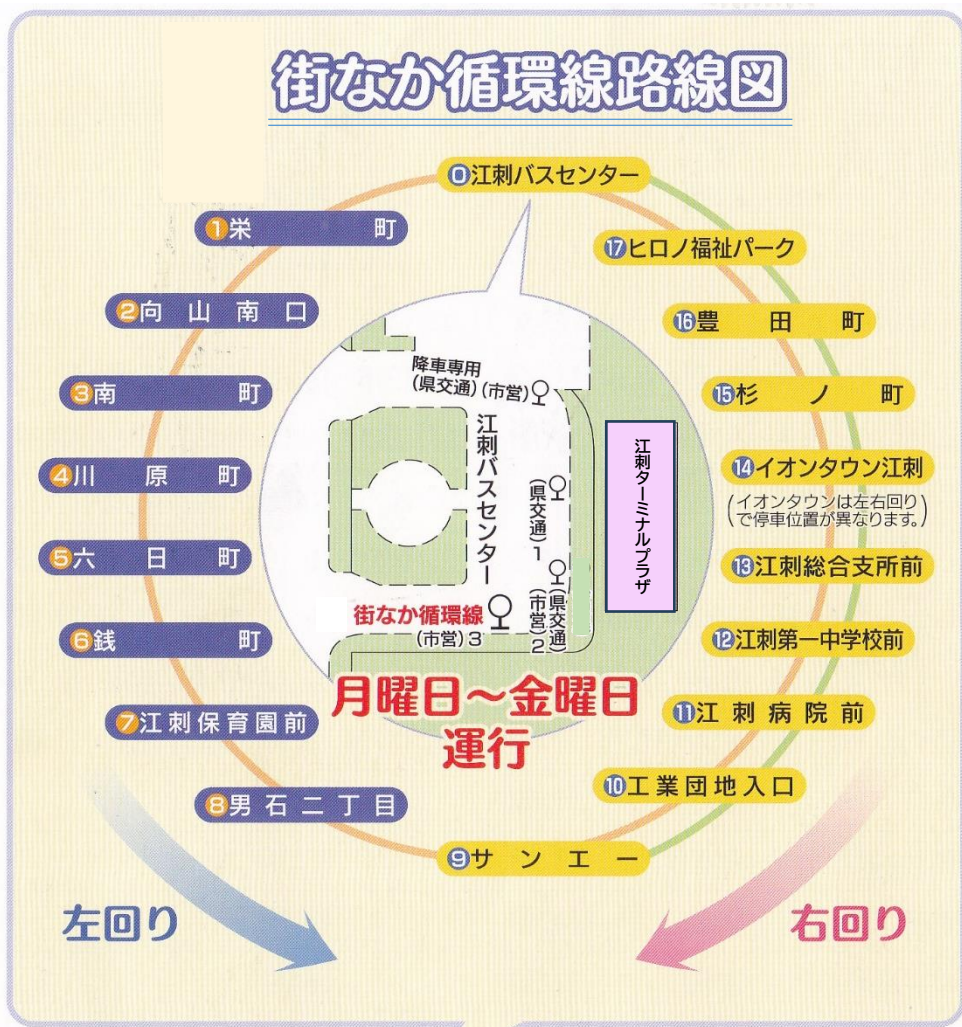 街なか循環線路線図
0江刺バスセンター
1栄町
2向山南口
3南町
4川原町
5六日町
6銭町
7江刺保育園前
8男石二丁目
9サンエー
10工業団地入口
11江刺病院前
12江刺第一中学校前
13江刺総合支所前
14イオンタウン江刺
(イオンタウンは左右回り
で停車位置が異なります。)
15杉ノ町
16豊田町
17ヒロノ福祉パーク
降車専用
(県交通)(市営)
江刺バスセンター
(県交通)1
(県交通)
(市営)2
江刺ターミナルプラザ
街なか循環線
(市営)3
月曜日～金曜日
運行
左回り
右回り